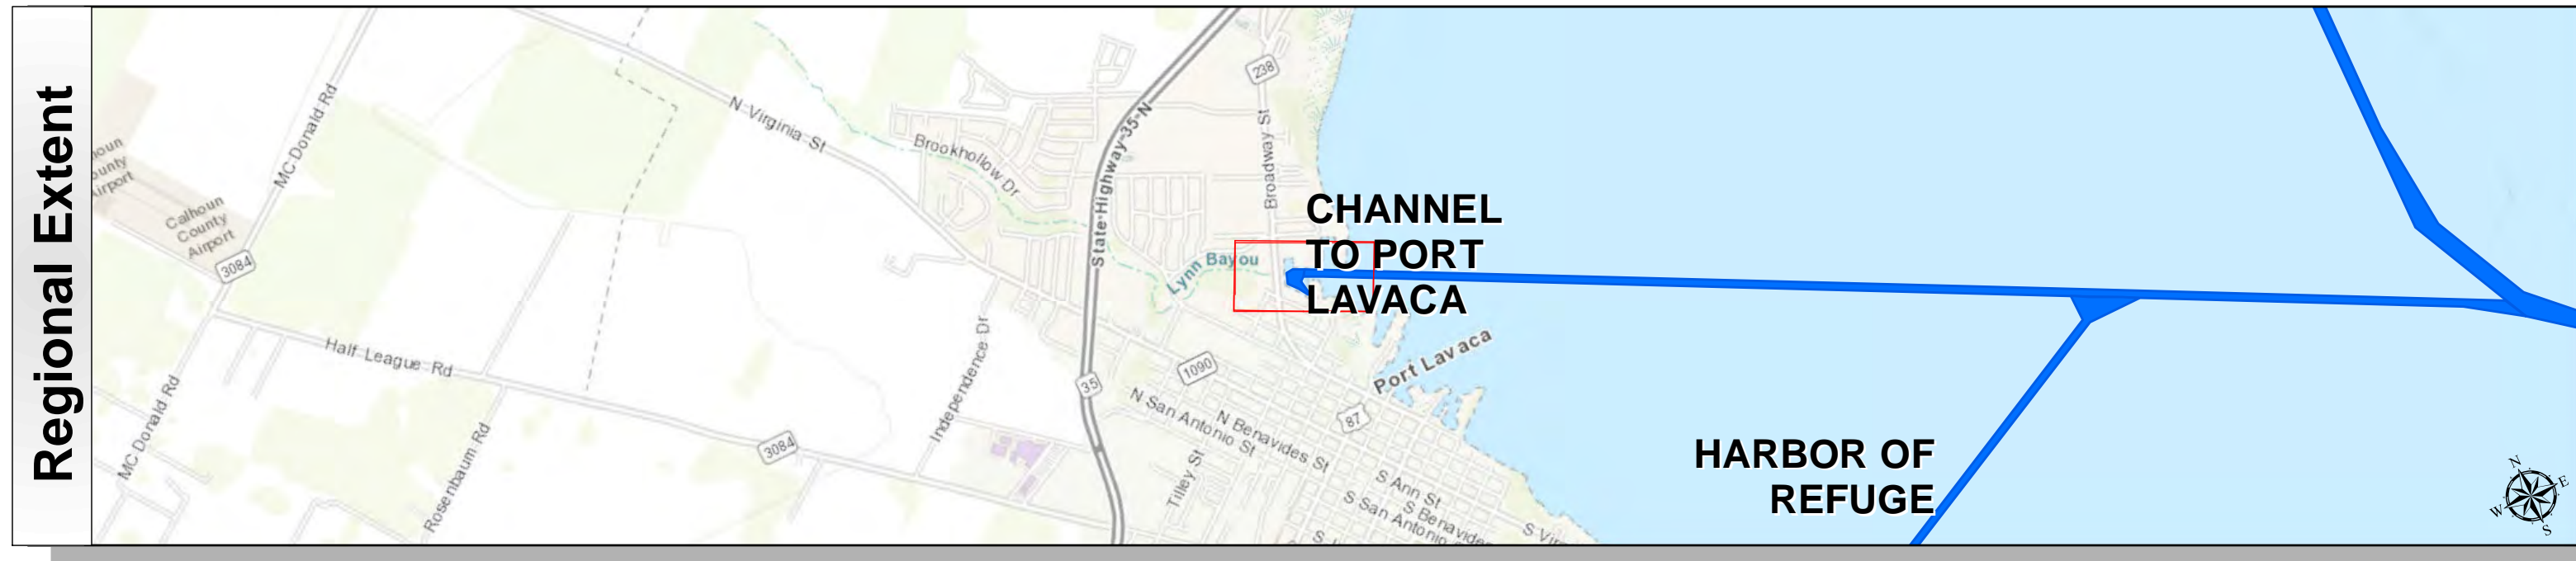 Regional Extent
MC Donald Rd
N Virginia St
Brookhollow Dr
State Highway 35 N
238
Broadway St
Airport
Calhoun
County
Airport
3084
CHANNEL
TO PORT
LAVACA
Lynn Bayou
Half League Rd
MC Donald Rd
Rosenbaum Rd
3084
Independence Dr
35
1090
Port Lavaca
87
N San Antonio St
N Benavides St
Tilley St
S Ann St
S Benavides
S San Antonio
HARBOR OF
REFUGE
N
E
W
S